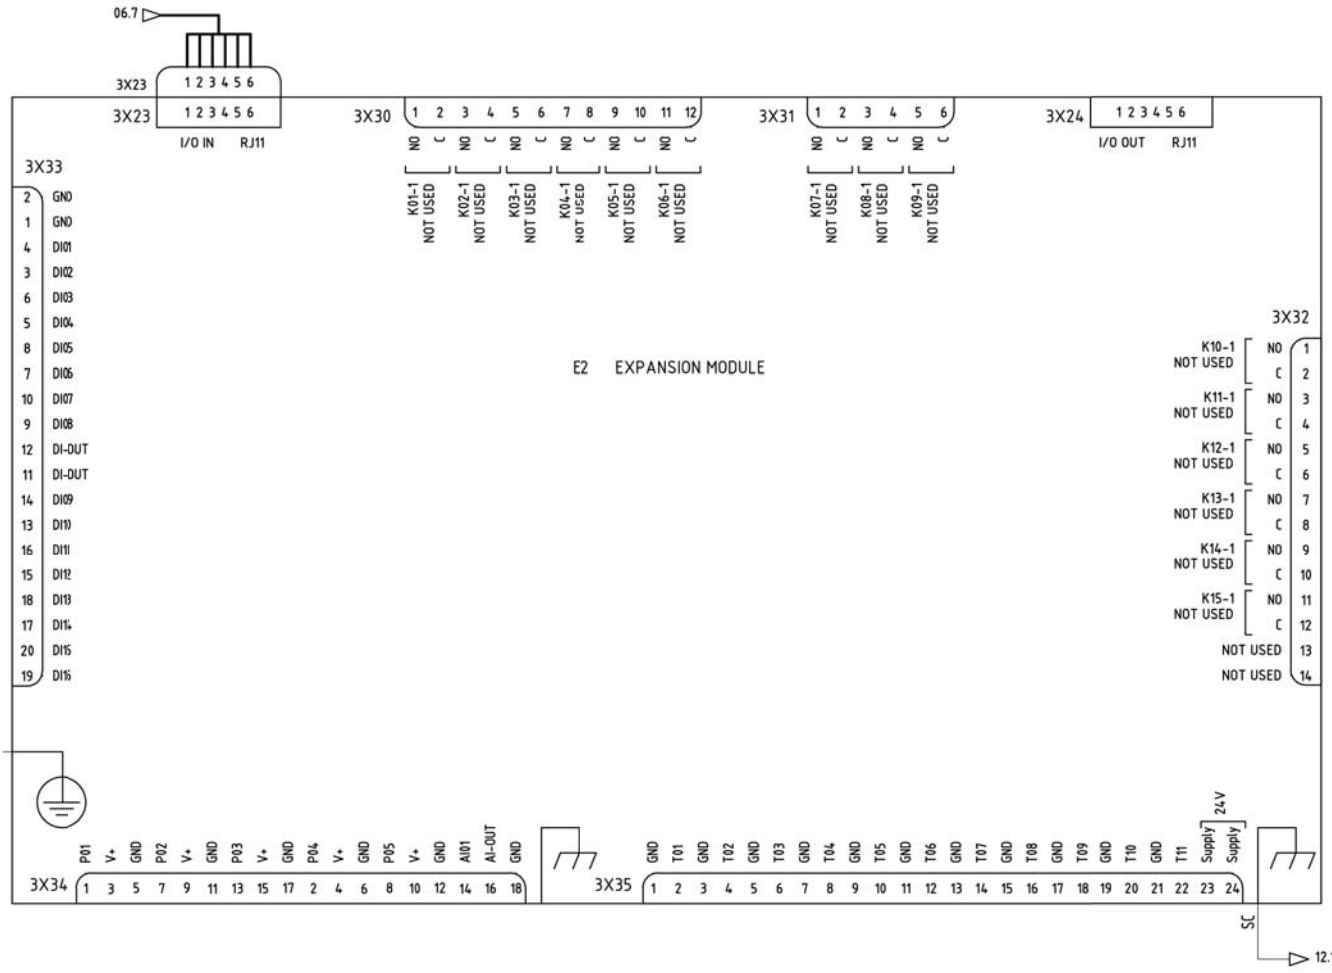 06.7
3X23 1 2 3 4 5 6
3X23 1 2 3 4 5 6
I/O IN RJ11
3X30 1 2 3 4 5 6 7 8 9 10 11 12
NO C NO C NO C NO C NO C NO C
K01-1 NOT USED
K02-1 NOT USED
K03-1 NOT USED
K04-1 NOT USED
K05-1 NOT USED
K06-1 NOT USED
3X31 1 2 3 4 5 6
NO C NO C NO C
K07-1 NOT USED
K08-1 NOT USED
K09-1 NOT USED
3X24 1 2 3 4 5 6
I/O OUT RJ11
3X33
2 GND
1 GND
4 DI01
3 DI02
6 DI03
5 DI04
8 DI05
7 DI06
10 DI07
9 DI08
12 DI-OUT
11 DI-OUT
14 DI09
13 DI10
16 DI11
15 DI12
18 DI13
17 DI14
20 DI15
19 DI16
E2 EXPANSION MODULE
3X32
K10-1 NO 1
NOT USED C 2
K11-1 NO 3
NOT USED C 4
K12-1 NO 5
NOT USED C 6
K13-1 NO 7
NOT USED C 8
K14-1 NO 9
NOT USED C 10
K15-1 NO 11
NOT USED C 12
NOT USED 13
NOT USED 14
P01 V+ GND P02 V+ GND P03 V+ GND P04 V+ GND P05 V+ GND AI01 AI-OUT GND
3X34 1 3 5 7 9 11 13 15 17 2 4 6 8 10 12 14 16 18
24V
GND T01 GND T02 GND T03 GND T04 GND T05 GND T06 GND T07 GND T08 GND T09 GND T10 GND T11 Supply Supply
3X35 1 2 3 4 5 6 7 8 9 10 11 12 13 14 15 16 17 18 19 20 21 22 23 24
SC